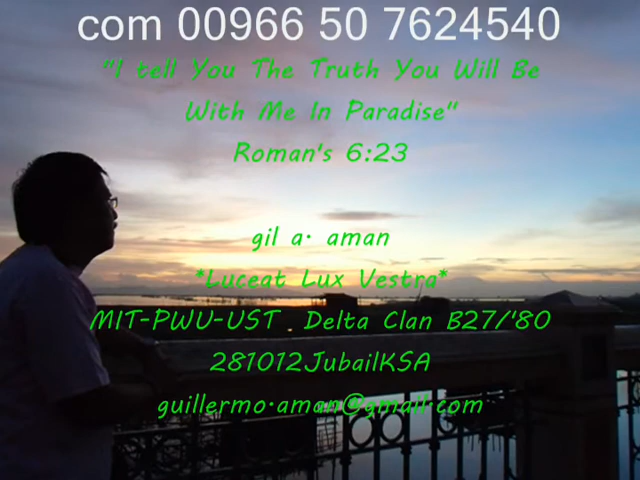 com 00966 50 7624540
"I tell You The Truth You Will Be
With Me In Paradise"
Roman's 6:23
gil a. aman
*Luceat Lux Vestra*
MIT-PWU-UST . Delta Clan B27/'80
281012JubailKSA
guillermo.aman@gmail.com